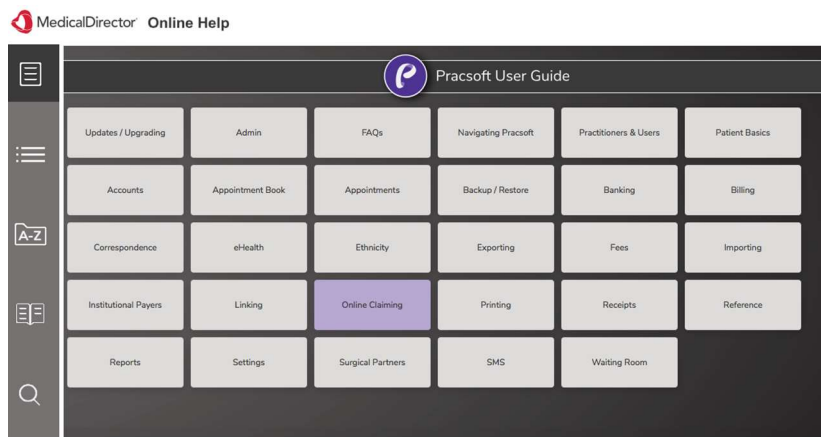 MedicalDirector Online Help
Pracsoft User Guide
Updates / Upgrading
Admin
FAQs
Navigating Pracsoft
Practitioners & Users
Patient Basics
Accounts
Appointment Book
Appointments
Backup / Restore
Banking
Billing
Correspondence
eHealth
Ethnicity
Exporting
Fees
Importing
Institutional Payers
Linking
Online Claiming
Printing
Receipts
Reference
Reports
Settings
Surgical Partners
SMS
Waiting Room
A-Z